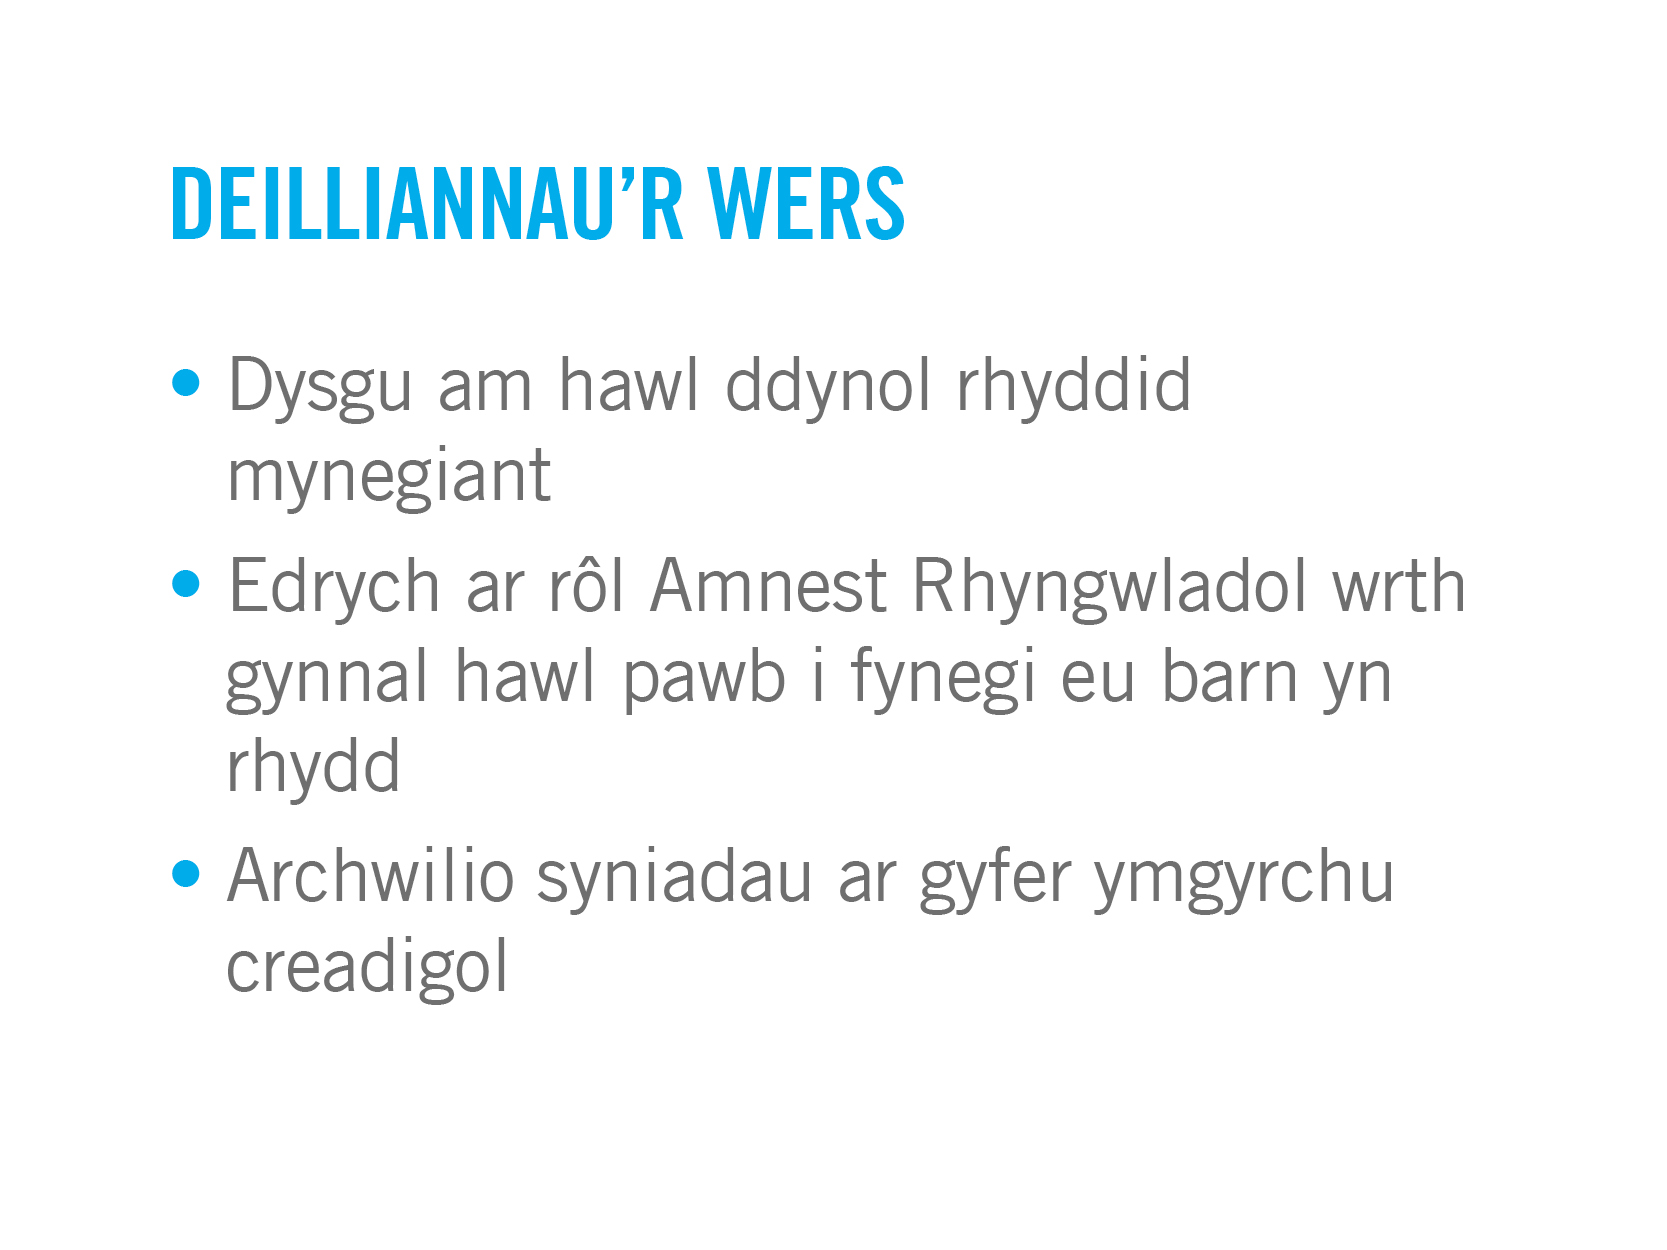 DEILLIANNAU’R WERS
• Dysgu am hawl ddynol rhyddid
mynegiant
• Edrych ar rôl Amnest Rhyngwladol wrth
gynnal hawl pawb i fynegi eu barn yn
rhydd
• Archwilio syniadau ar gyfer ymgyrchu
creadigol